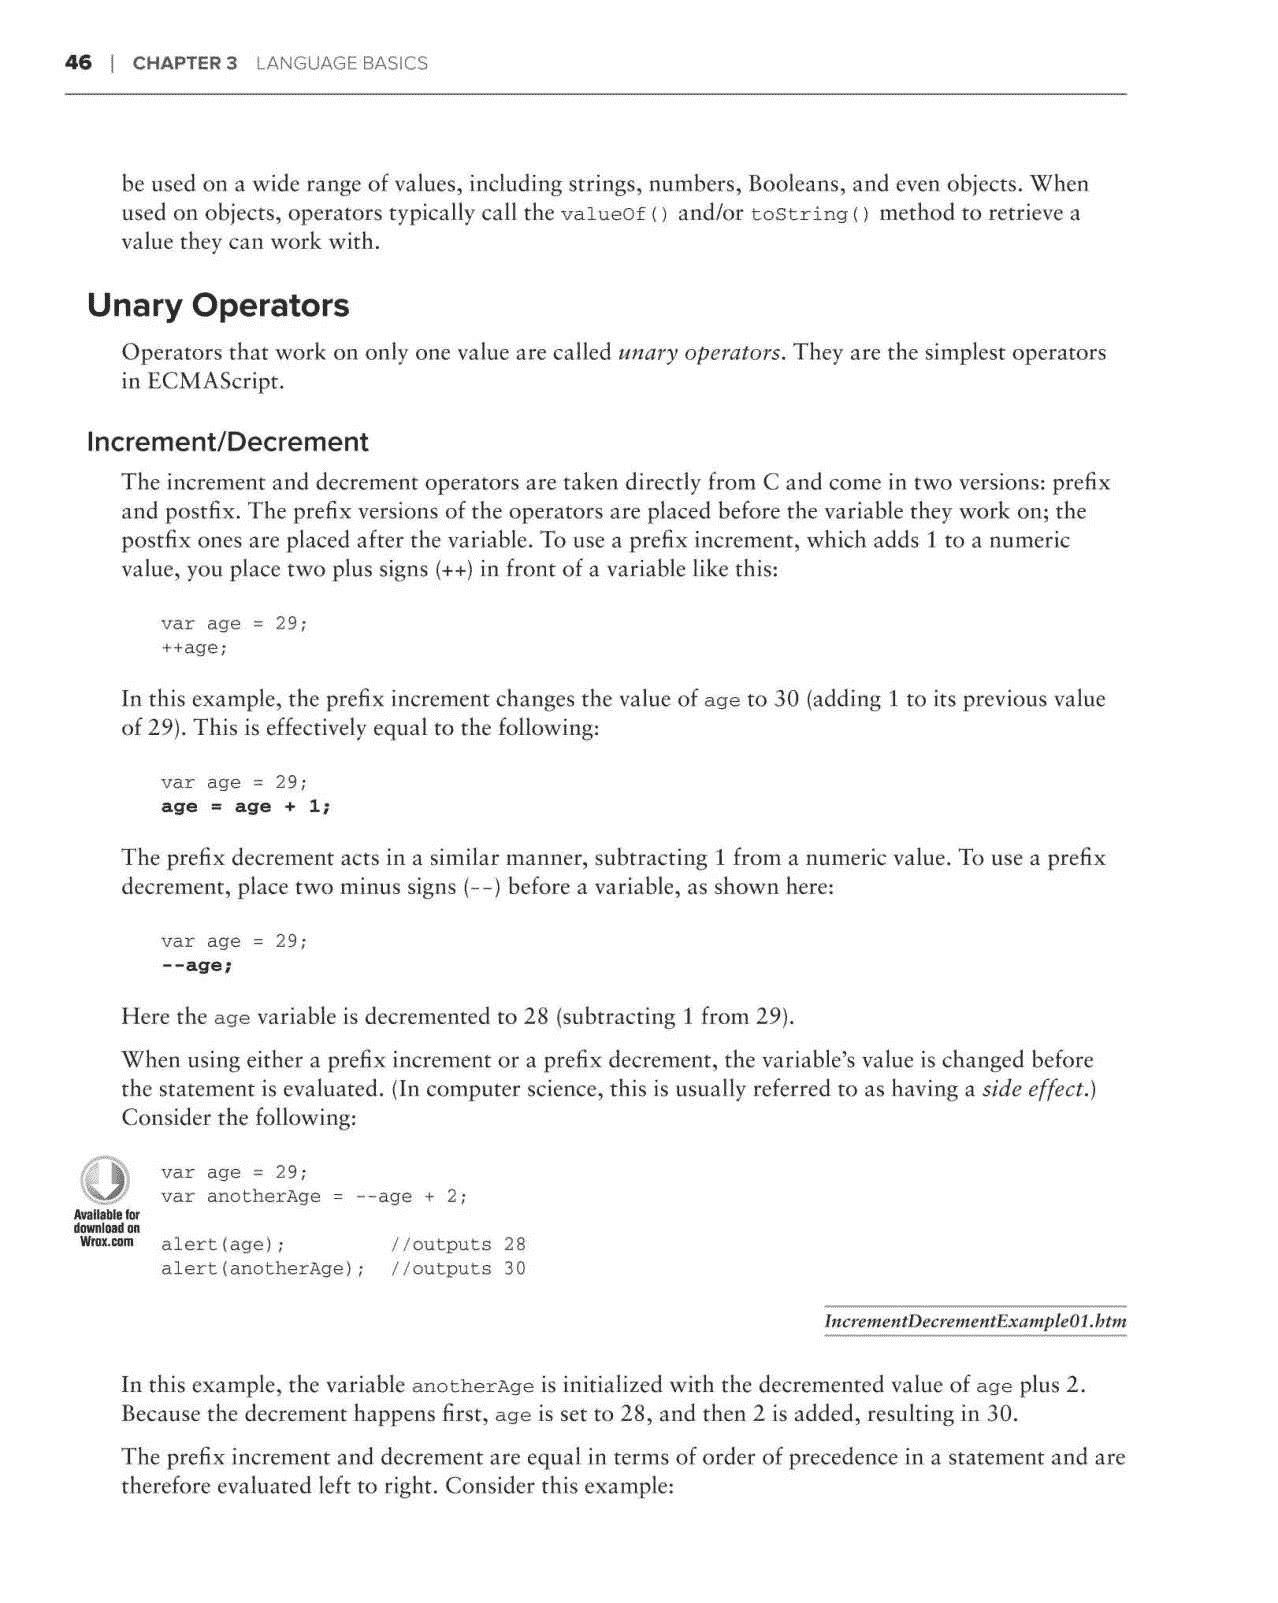 46 | CHAPTER 3 LANGUAGE BASICS
be used on a wide range of values, including strings, numbers, Booleans, and even objects. When
used on objects, operators typically call the valueOf() and/or toString() method to retrieve a
value they can work with.
Unary Operators
Operators that work on only one value are called unary operators. They are the simplest operators
in ECMAScript.
Increment/Decrement
The increment and decrement operators are taken directly from C and come in two versions: prefix
and postfix. The prefix versions of the operators are placed before the variable they work on; the
postfix ones are placed after the variable. To use a prefix increment, which adds 1 to a numeric
value, you place two plus signs (++) in front of a variable like this:
var age = 29;
++age;
In this example, the prefix increment changes the value of age to 30 (adding 1 to its previous value
of 29). This is effectively equal to the following:
var age = 29;
age = age + 1;
The prefix decrement acts in a similar manner, subtracting 1 from a numeric value. To use a prefix
decrement, place two minus signs (--) before a variable, as shown here:
var age = 29;
--age;
Here the age variable is decremented to 28 (subtracting 1 from 29).
When using either a prefix increment or a prefix decrement, the variable's value is changed before
the statement is evaluated. (In computer science, this is usually referred to as having a side effect.)
Consider the following:
Available for
download on
Wrox.com
var age = 29;
var anotherAge = --age + 2;
alert(age); //outputs 28
alert(anotherAge); //outputs 30
IncrementDecrementExample01.htm
In this example, the variable anotherAge is initialized with the decremented value of age plus 2.
Because the decrement happens first, age is set to 28, and then 2 is added, resulting in 30.
The prefix increment and decrement are equal in terms of order of precedence in a statement and are
therefore evaluated left to right. Consider this example: